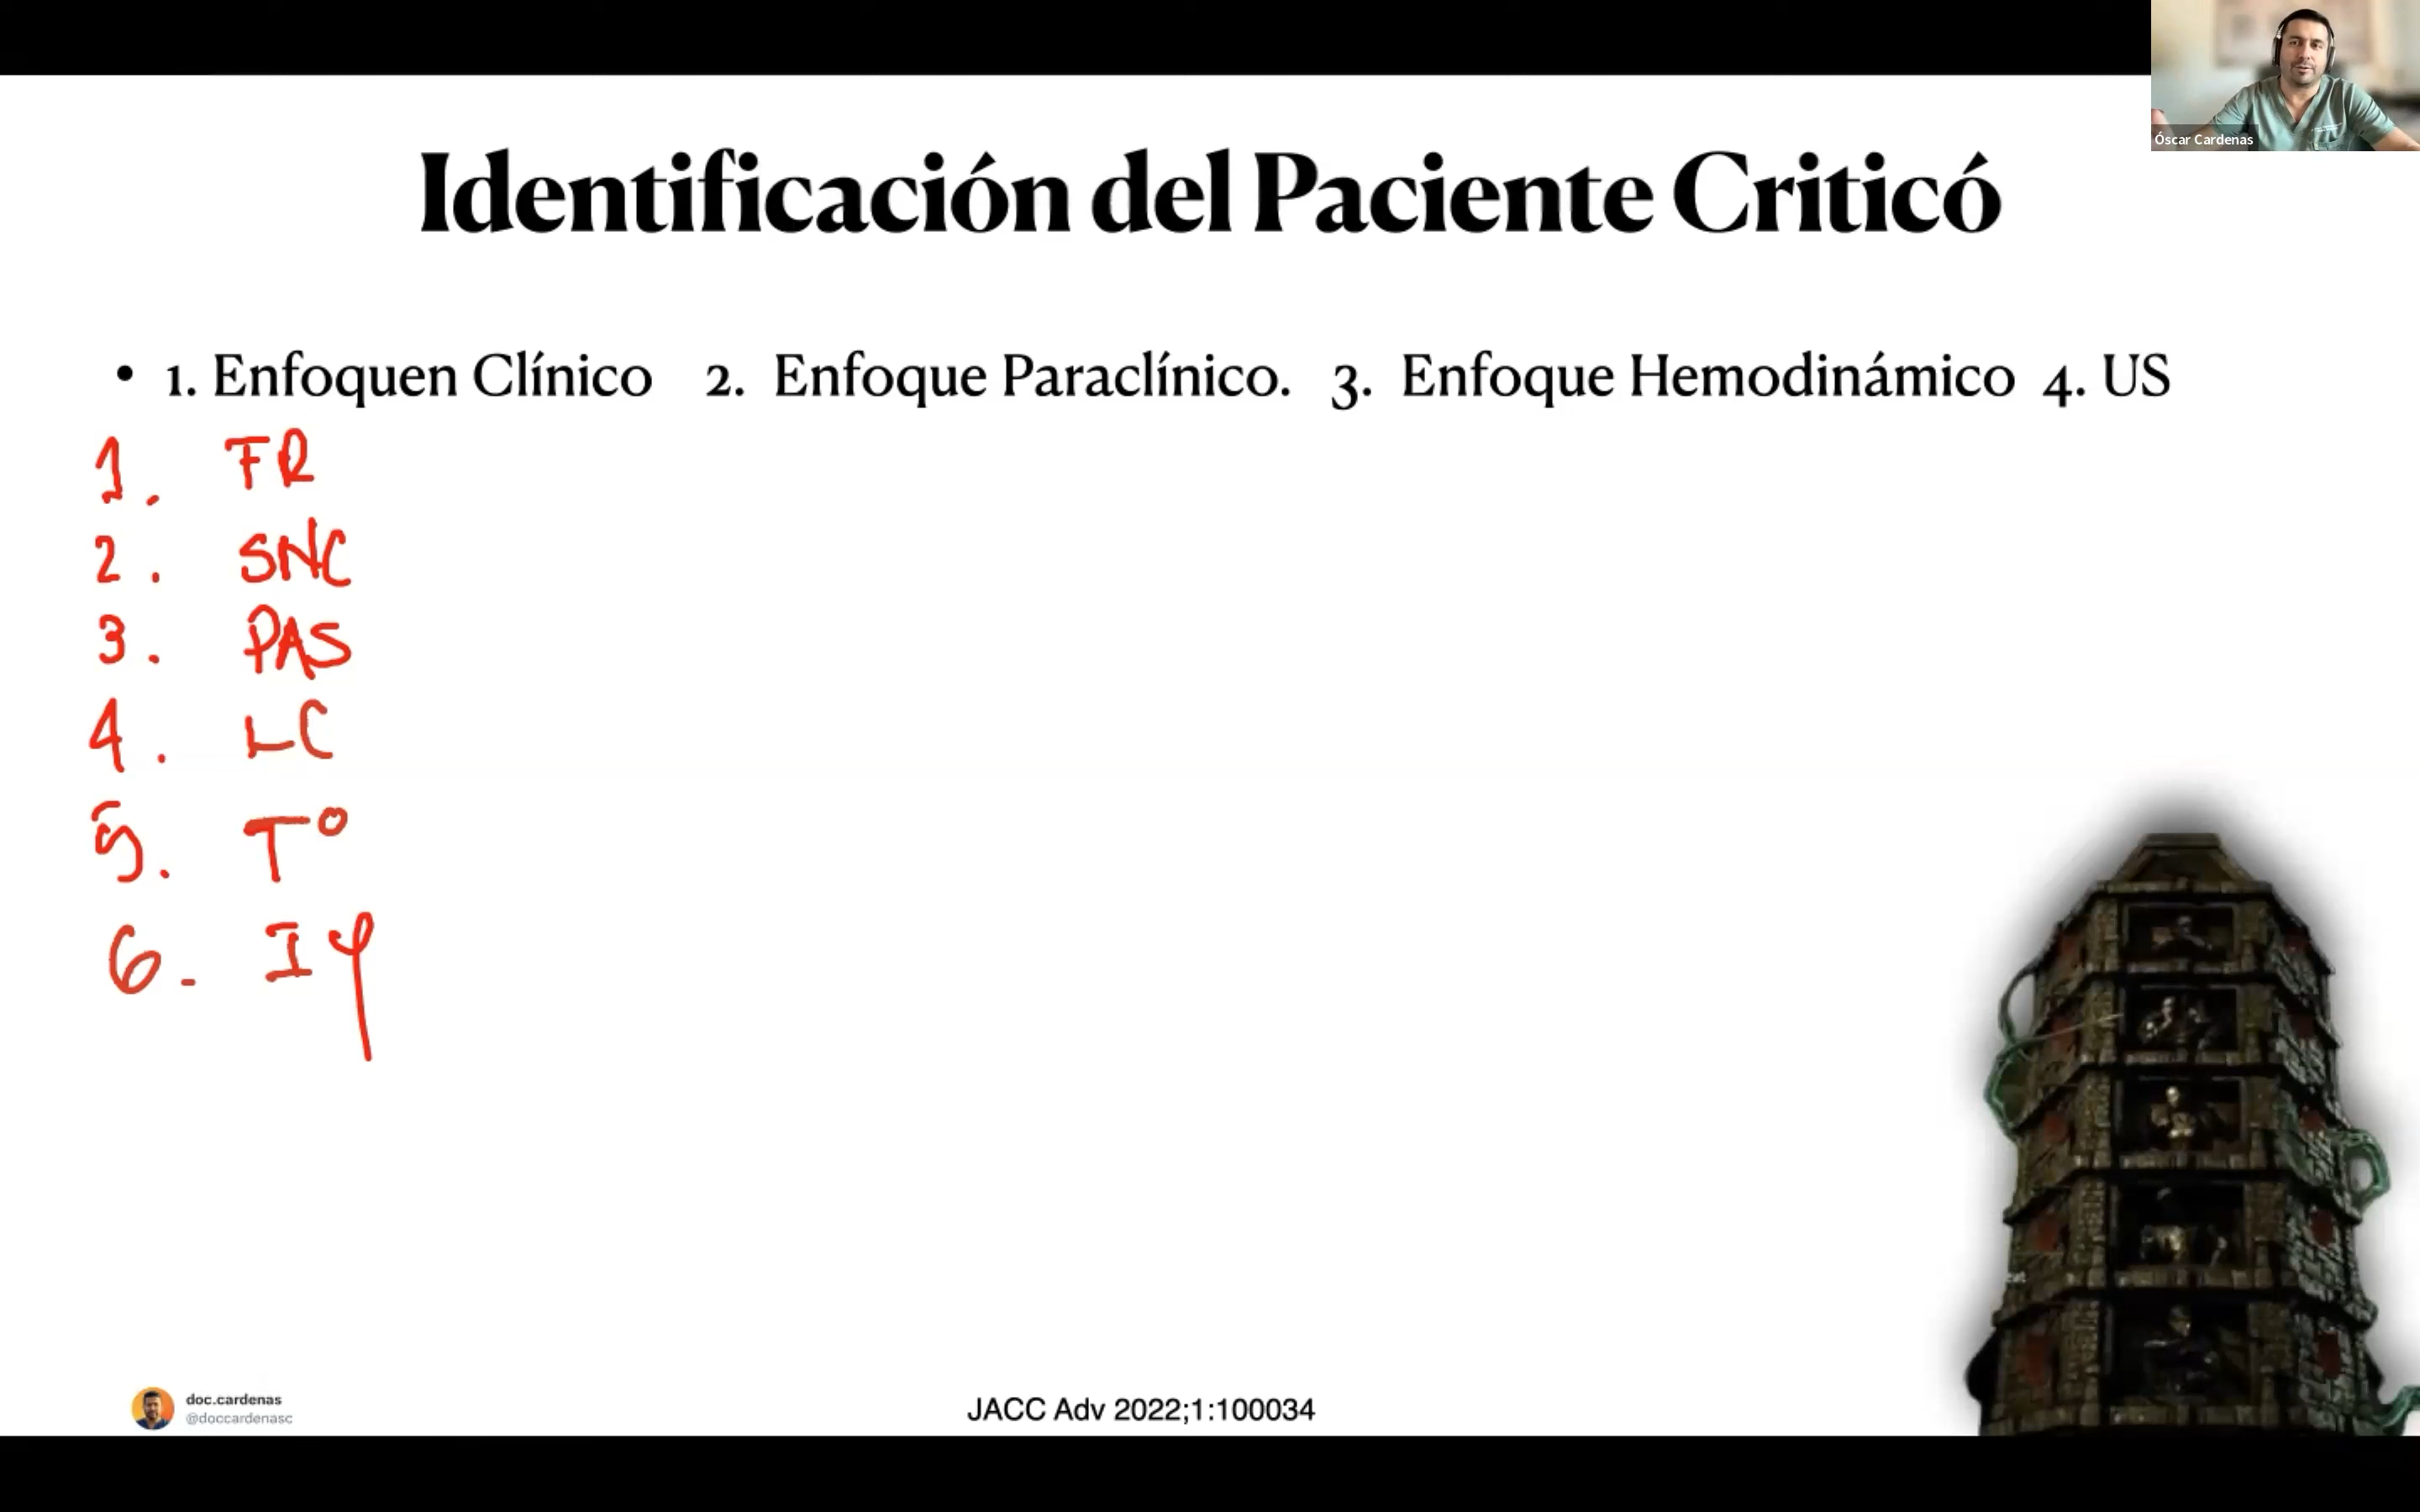 Óscar Cardenas
Identificación del Paciente Criticó
• 1. Enfoquen Clínico 2. Enfoque Paraclínico. 3. Enfoque Hemodinámico 4. US
1. FR
2. SNC
3. PAS
4. LC
5. T°
6. Iφ
doc.cardenas
@doccardenasc
JACC Adv 2022;1:100034